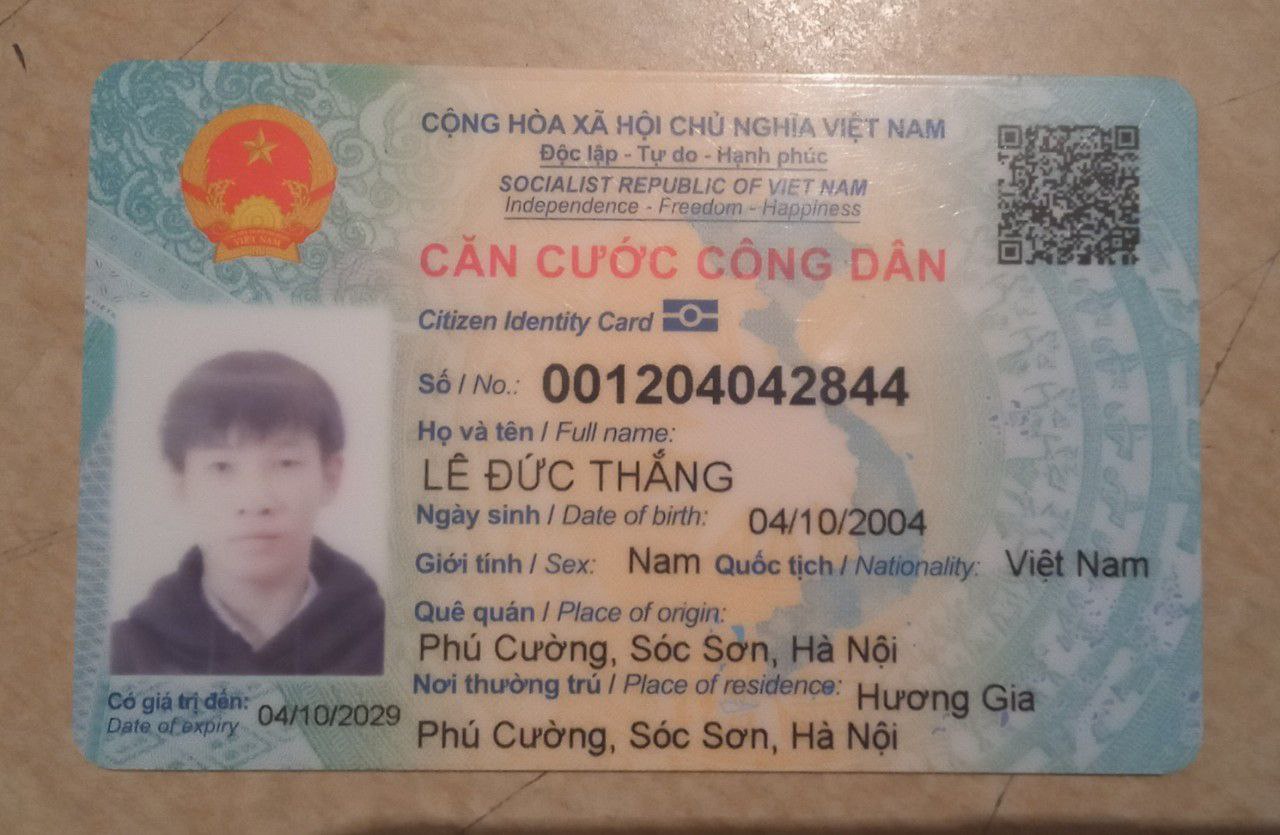 CỘNG HÒA XÃ HỘI CHỦ NGHĨA VIỆT NAM
Độc lập - Tự do - Hạnh phúc
SOCIALIST REPUBLIC OF VIET NAM
Independence - Freedom - Happiness
CĂN CƯỚC CÔNG DÂN
Citizen Identity Card
Số / No.: 001204042844
Họ và tên / Full name:
LÊ ĐỨC THẮNG
Ngày sinh / Date of birth: 04/10/2004
Giới tính / Sex: Nam Quốc tịch / Nationality: Việt Nam
Quê quán / Place of origin:
Phú Cường, Sóc Sơn, Hà Nội
Nơi thường trú / Place of residence: Hương Gia
Phú Cường, Sóc Sơn, Hà Nội
Có giá trị đến: 04/10/2029
Date of expiry
VIỆT NAM